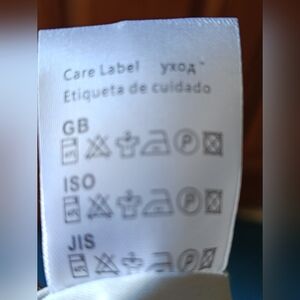 Care Label уход
Etiqueta de cuidado
GB
P
ISO
P
JIS